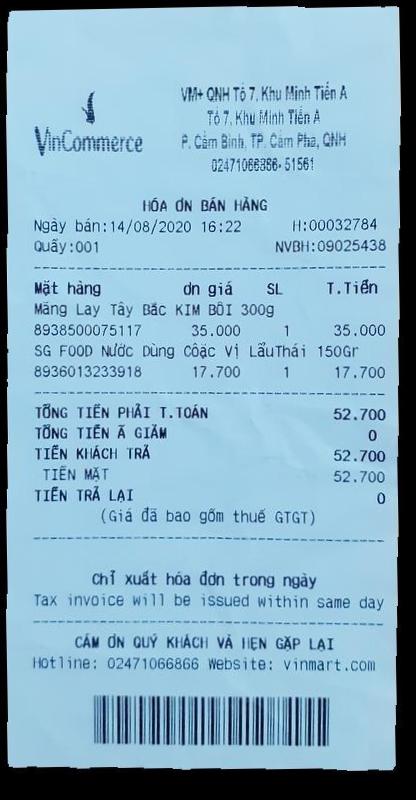 VinCommerce
VM+ QNH Tổ 7, Khu Minh Tiến A
Tổ 7, Khu Minh Tiến A
P. Cẩm Bình, TP. Cẩm Phả, QNH
02471066866-51561
HÓA ƠN BÁN HÀNG
Ngày bán:14/08/2020 16:22 H:00032784
Quầy:001 NVBH:09025438
Mặt hàng ơn giá SL T.Tiền
Măng Lay Tây Bắc KIM BÔI 300g
8938500075117 35.000 1 35.000
SG FOOD Nước Dùng Côặc Vị LẩuThái 150Gr
8936013233918 17.700 1 17.700
TỔNG TIỀN PHẢI T.TOÁN 52.700
TỔNG TIỀN Ã GIẢM 0
TIỀN KHÁCH TRẢ 52.700
TIỀN MẶT 52.700
TIỀN TRẢ LẠI 0
(Giá đã bao gồm thuế GTGT)
Chỉ xuất hóa đơn trong ngày
Tax invoice will be issued within same day
CẢM ƠN QUÝ KHÁCH VÀ HẸN GẶP LẠI
Hotline: 02471066866 Website: vinmart.com